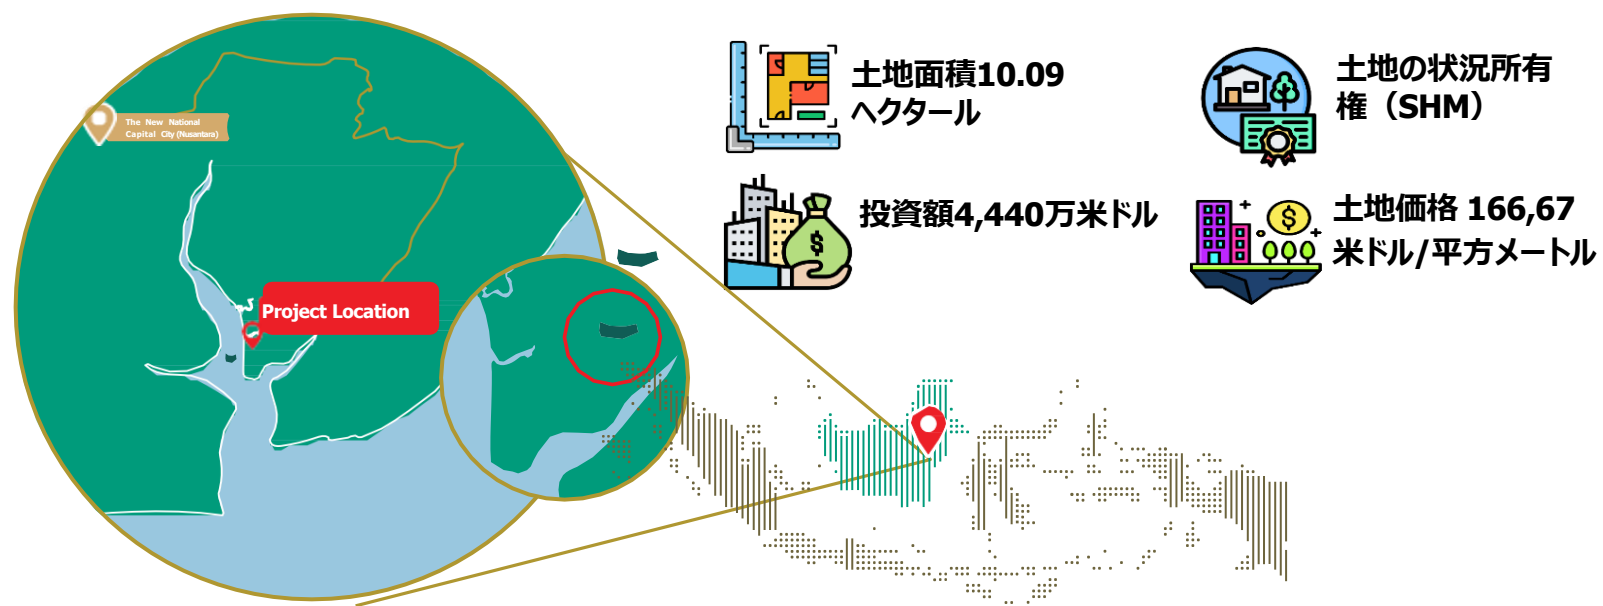 土地面積10.09
ヘクタール
土地の状況所有
権（SHM）
投資額4,440万米ドル
土地価格 166,67
米ドル/平方メートル
The New National
Capital City (Nusantara)
Project Location